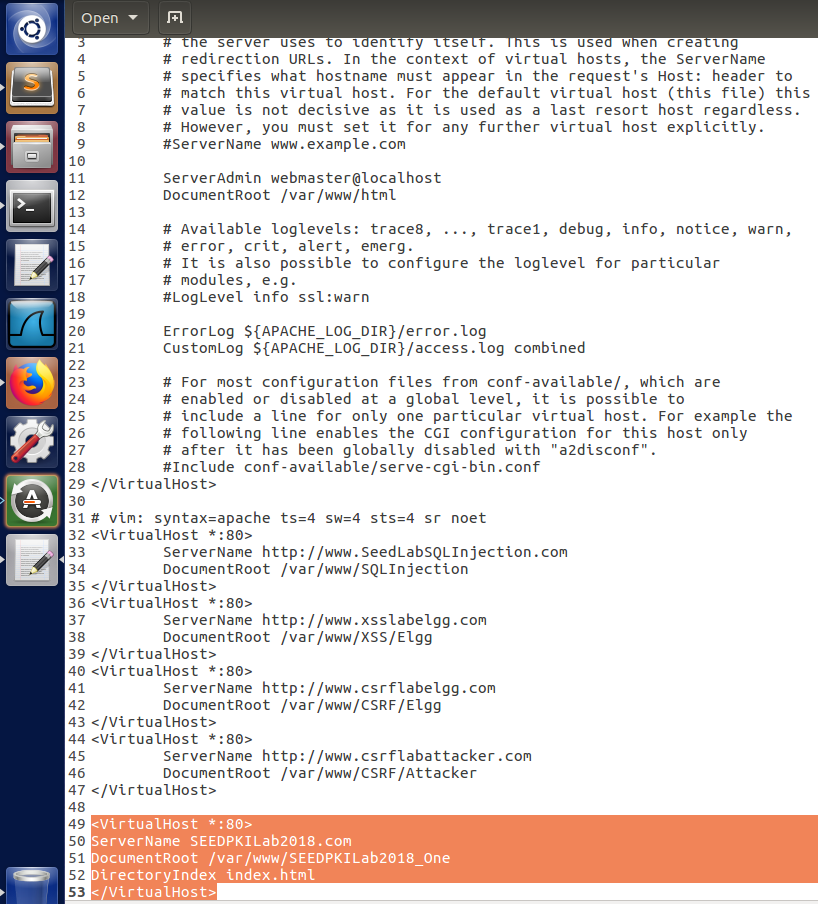 Open
3 # the server uses to identify itself. This is used when creating
4 # redirection URLs. In the context of virtual hosts, the ServerName
5 # specifies what hostname must appear in the request's Host: header to
6 # match this virtual host. For the default virtual host (this file) this
7 # value is not decisive as it is used as a last resort host regardless.
8 # However, you must set it for any further virtual host explicitly.
9 #ServerName www.example.com
10
11 ServerAdmin webmaster@localhost
12 DocumentRoot /var/www/html
13
14 # Available loglevels: trace8, ..., trace1, debug, info, notice, warn,
15 # error, crit, alert, emerg.
16 # It is also possible to configure the loglevel for particular
17 # modules, e.g.
18 #LogLevel info ssl:warn
19
20 ErrorLog ${APACHE_LOG_DIR}/error.log
21 CustomLog ${APACHE_LOG_DIR}/access.log combined
22
23 # For most configuration files from conf-available/, which are
24 # enabled or disabled at a global level, it is possible to
25 # include a line for only one particular virtual host. For example the
26 # following line enables the CGI configuration for this host only
27 # after it has been globally disabled with "a2disconf".
28 #Include conf-available/serve-cgi-bin.conf
29 </VirtualHost>
30
31 # vim: syntax=apache ts=4 sw=4 sts=4 sr noet
32 <VirtualHost *:80>
33 ServerName http://www.SeedLabSQLInjection.com
34 DocumentRoot /var/www/SQLInjection
35 </VirtualHost>
36 <VirtualHost *:80>
37 ServerName http://www.xsslabelgg.com
38 DocumentRoot /var/www/XSS/Elgg
39 </VirtualHost>
40 <VirtualHost *:80>
41 ServerName http://www.csrflabelgg.com
42 DocumentRoot /var/www/CSRF/Elgg
43 </VirtualHost>
44 <VirtualHost *:80>
45 ServerName http://www.csrflabattacker.com
46 DocumentRoot /var/www/CSRF/Attacker
47 </VirtualHost>
48
49 <VirtualHost *:80>
50 ServerName SEEDPKILab2018.com
51 DocumentRoot /var/www/SEEDPKILab2018_One
52 DirectoryIndex index.html
53 </VirtualHost>